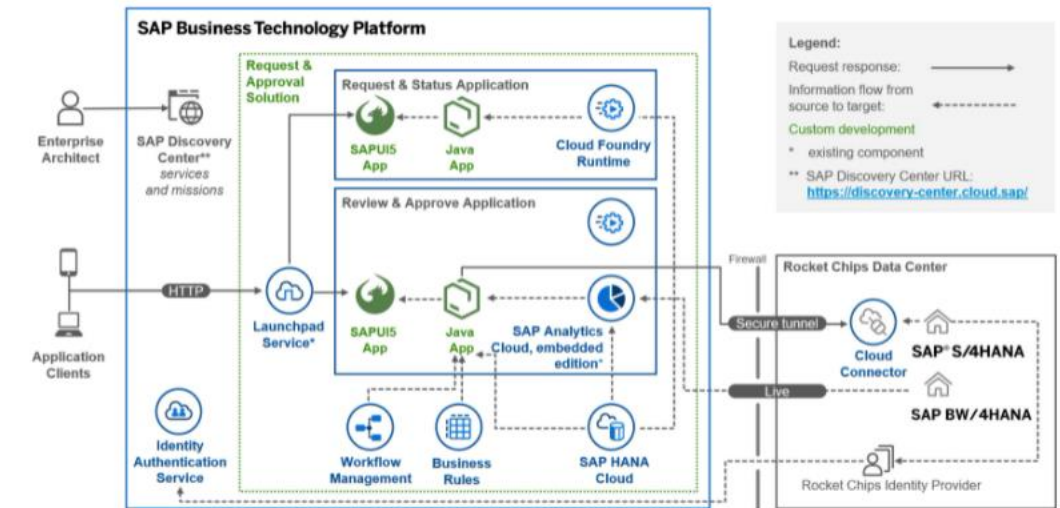 SAP Business Technology Platform
Request &
Approval
Solution
Request & Status Application
SAPUI5
App
Java
App
Cloud Foundry
Runtime
Enterprise
Architect
SAP Discovery
Center**
services
and missions
Legend:
Request response:
Information flow from
source to target:
Custom development
* existing component
** SAP Discovery Center URL:
https://discovery-center.cloud.sap/
Review & Approve Application
Application
Clients
HTTP
Launchpad
Service*
SAPUI5
App
Java
App
SAP Analytics
Cloud, embedded
edition*
Firewall
Rocket Chips Data Center
Secure tunnel
Cloud
Connector
SAP* S/4HANA
Live
SAP BW/4HANA
Identity
Authentication
Service
Workflow
Management
Business
Rules
SAP HANA
Cloud
Rocket Chips Identity Provider